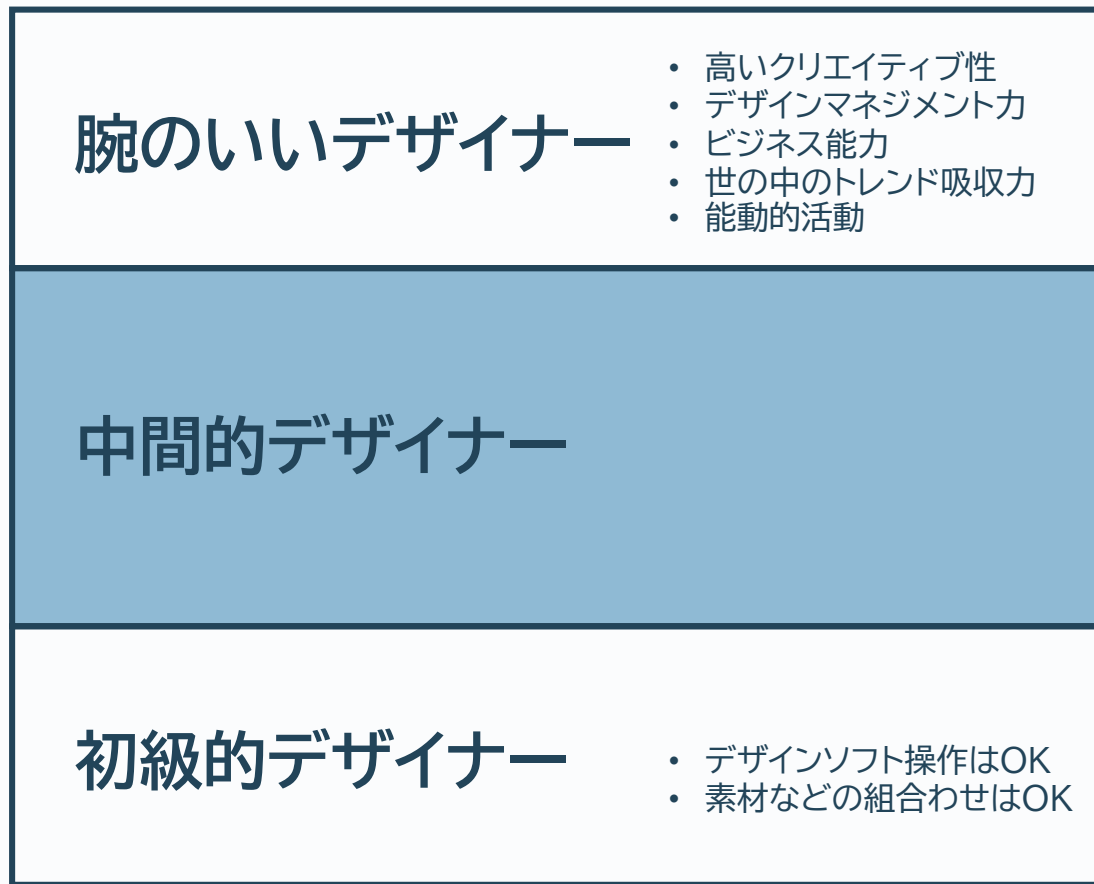 腕のいいデザイナー
• 高いクリエイティブ性
• デザインマネジメント力
• ビジネス能力
• 世の中のトレンド吸収力
• 能動的活動
中間的デザイナー
初級的デザイナー
• デザインソフト操作はOK
• 素材などの組合わせはOK